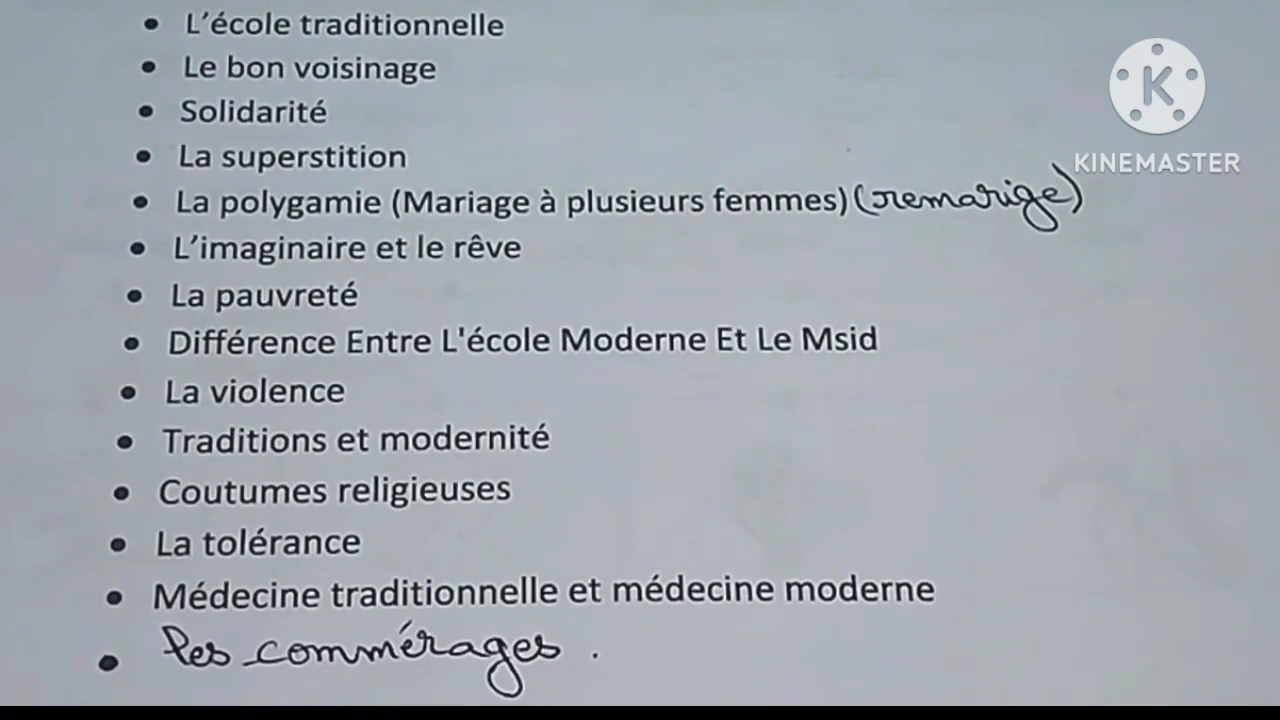 • L'école traditionnelle
• Le bon voisinage
K
• Solidarité
• La superstition
KINEMASTER
• La polygamie (Mariage à plusieurs femmes) (remarige)
• L'imaginaire et le rêve
• La pauvreté
• Différence Entre L'école Moderne Et Le Msid
• La violence
• Traditions et modernité
• Coutumes religieuses
• La tolérance
• Médecine traditionnelle et médecine moderne
• les commérages.